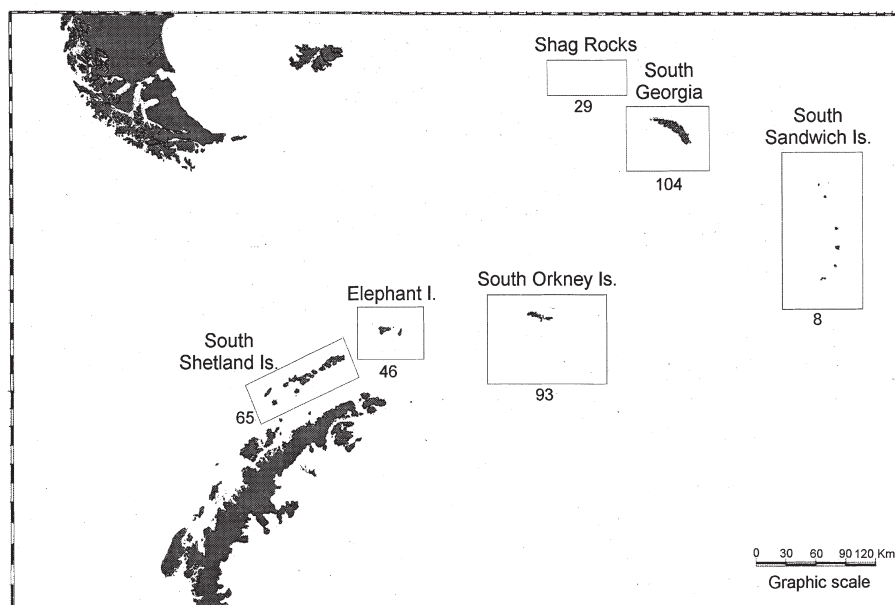 Shag Rocks
29
South
Georgia
104
South
Sandwich Is.
8
South Orkney Is.
93
Elephant I.
46
South
Shetland Is.
65
0 30 60 90 120 Km
Graphic scale